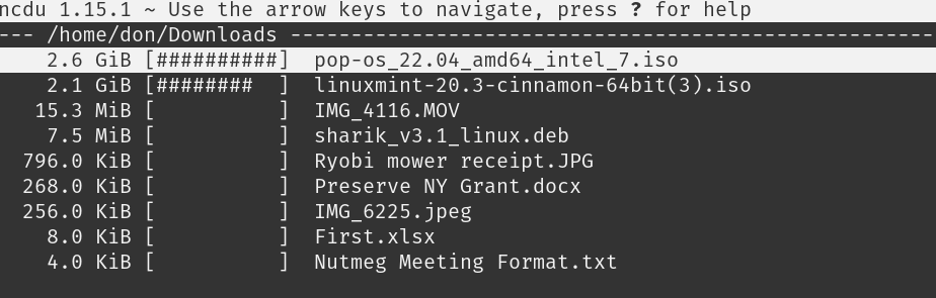 ncdu 1.15.1 ~ Use the arrow keys to navigate, press ? for help
--- /home/don/Downloads -----------------------------------------------------
2.6 GiB [##########] pop-os_22.04_amd64_intel_7.iso
2.1 GiB [########  ] linuxmint-20.3-cinnamon-64bit(3).iso
15.3 MiB [          ] IMG_4116.MOV
7.5 MiB [          ] sharik_v3.1_linux.deb
796.0 KiB [          ] Ryobi mower receipt.JPG
268.0 KiB [          ] Preserve NY Grant.docx
256.0 KiB [          ] IMG_6225.jpeg
8.0 KiB [          ] First.xlsx
4.0 KiB [          ] Nutmeg Meeting Format.txt